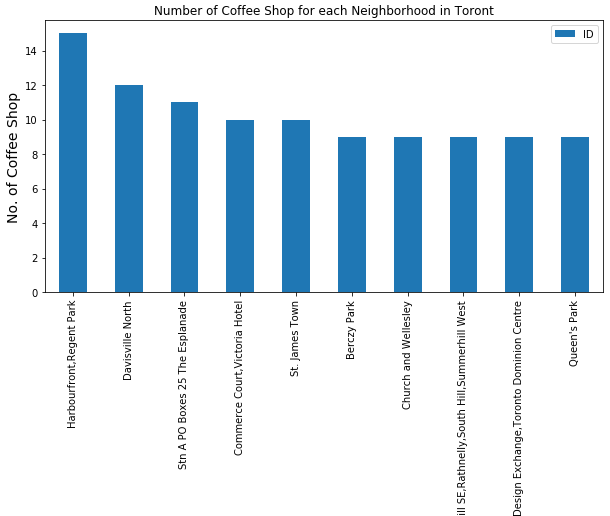 Number of Coffee Shop for each Neighborhood in Toront
ID
No. of Coffee Shop
14
12
10
8
6
4
2
0
Harbourfront,Regent Park
Davisville North
Stn A PO Boxes 25 The Esplanade
Commerce Court,Victoria Hotel
St. James Town
Berczy Park
Church and Wellesley
ill SE,Rathnelly,South Hill,Summerhill West
Design Exchange,Toronto Dominion Centre
Queen's Park